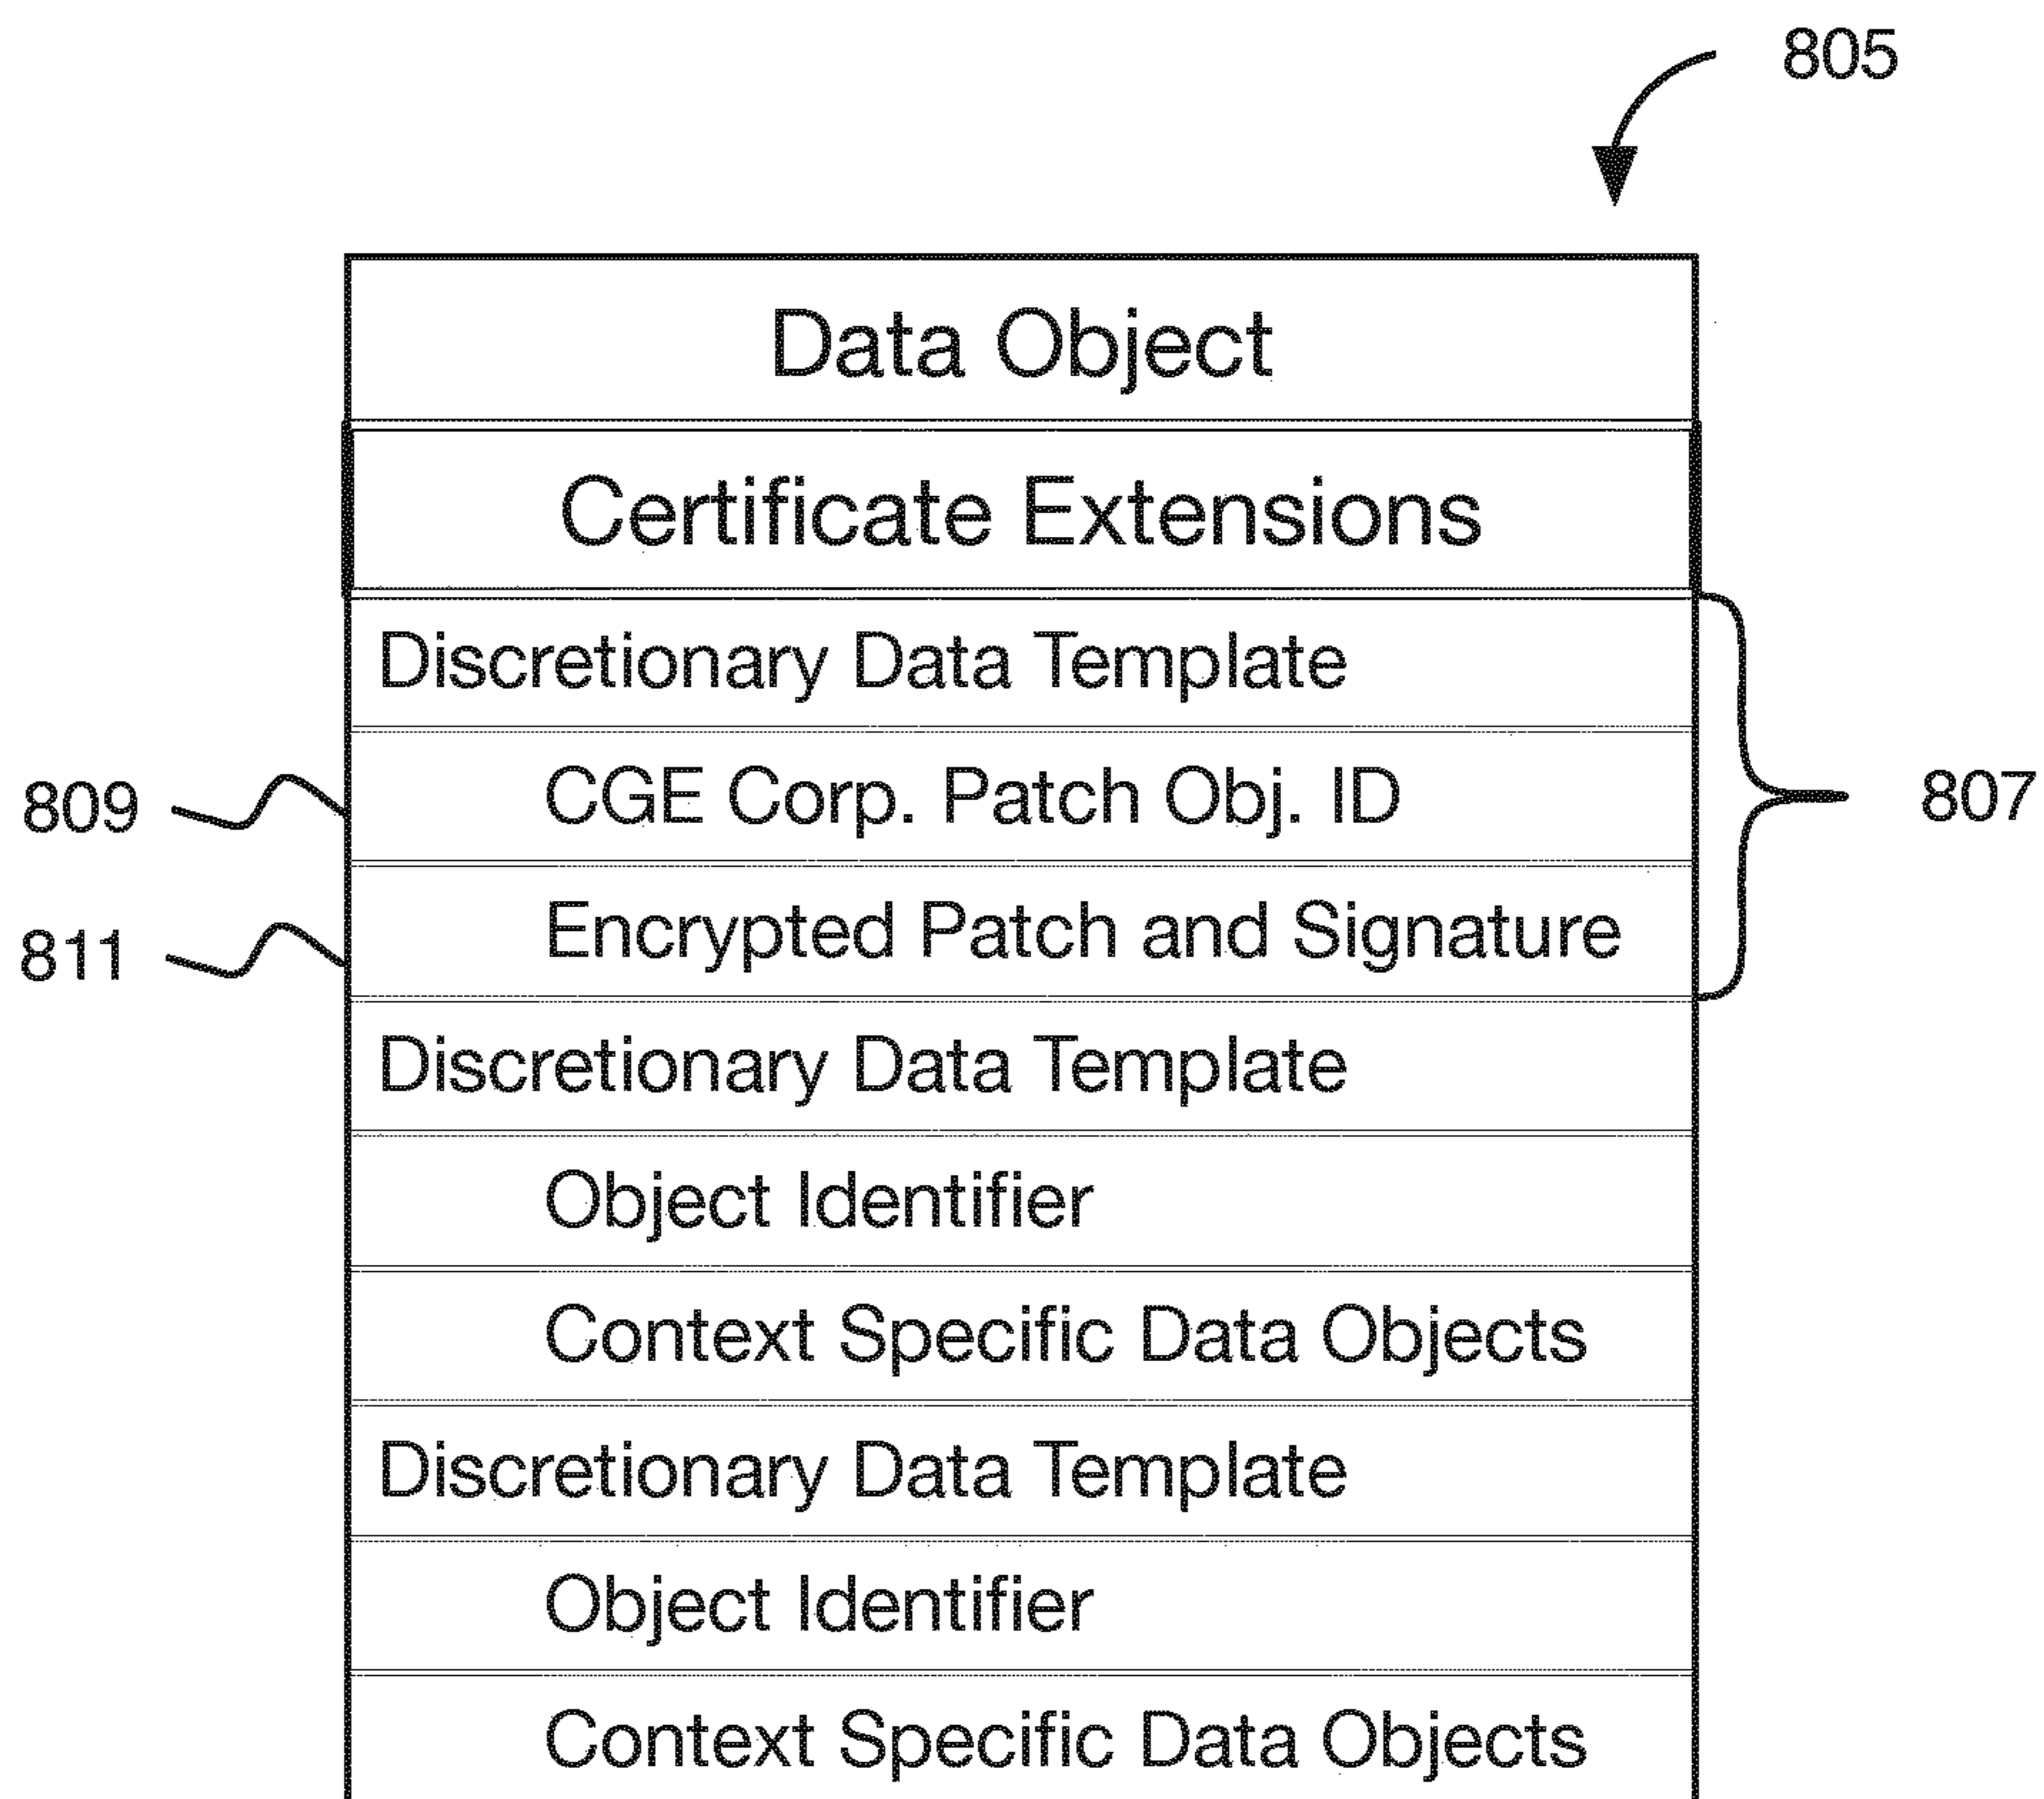 805
Data Object
Certificate Extensions
Discretionary Data Template
809
CGE Corp. Patch Obj. ID
807
811
Encrypted Patch and Signature
Discretionary Data Template
Object Identifier
Context Specific Data Objects
Discretionary Data Template
Object Identifier
Context Specific Data Objects